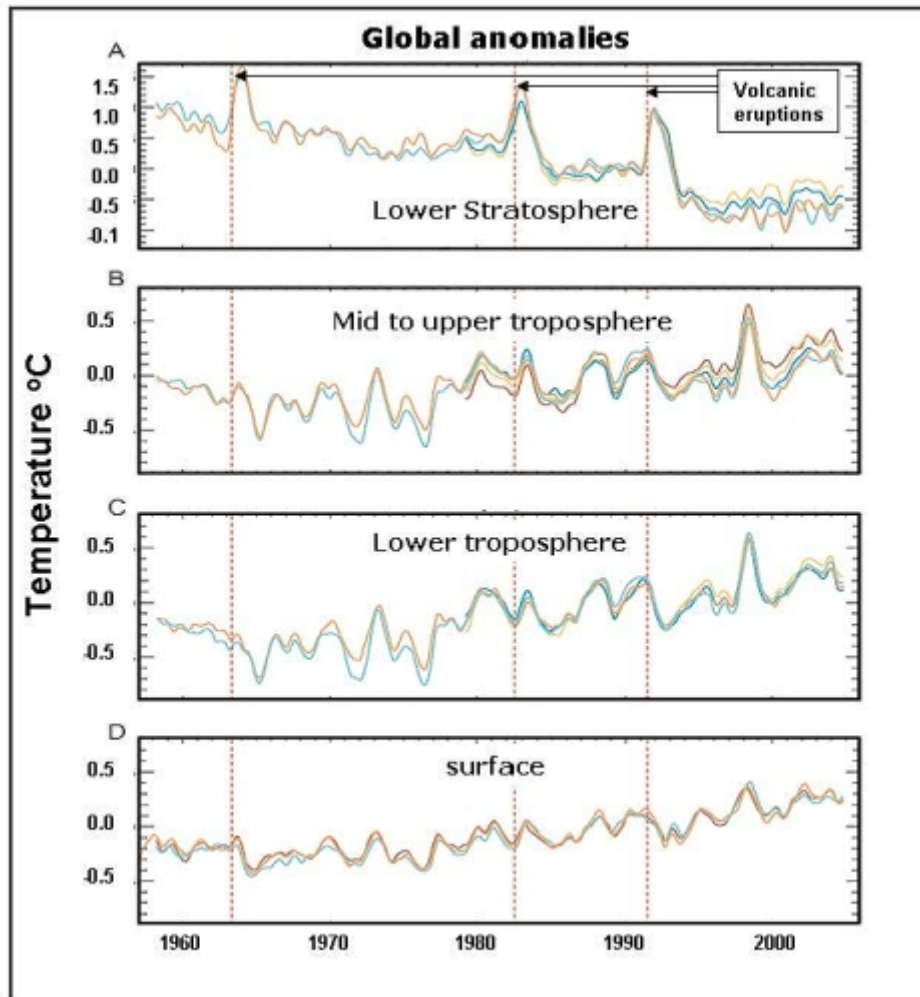 Global anomalies
A
1.5
1.0
0.5
0.0
-0.5
-0.1
Volcanic
eruptions
Lower Stratosphere
B
0.5
0.0
-0.5
Mid to upper troposphere
Temperature ºC
C
0.5
0.0
-0.5
Lower troposphere
D
0.5
0.0
-0.5
surface
1960 1970 1980 1990 2000